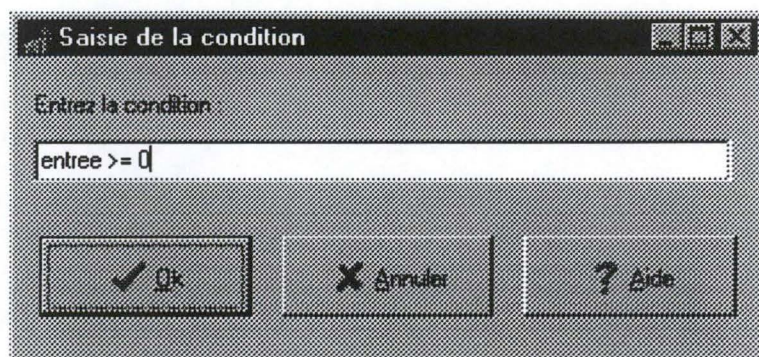 Saisie de la condition
Entrez la condition :
entree >= 0
Ok Annuler Aide